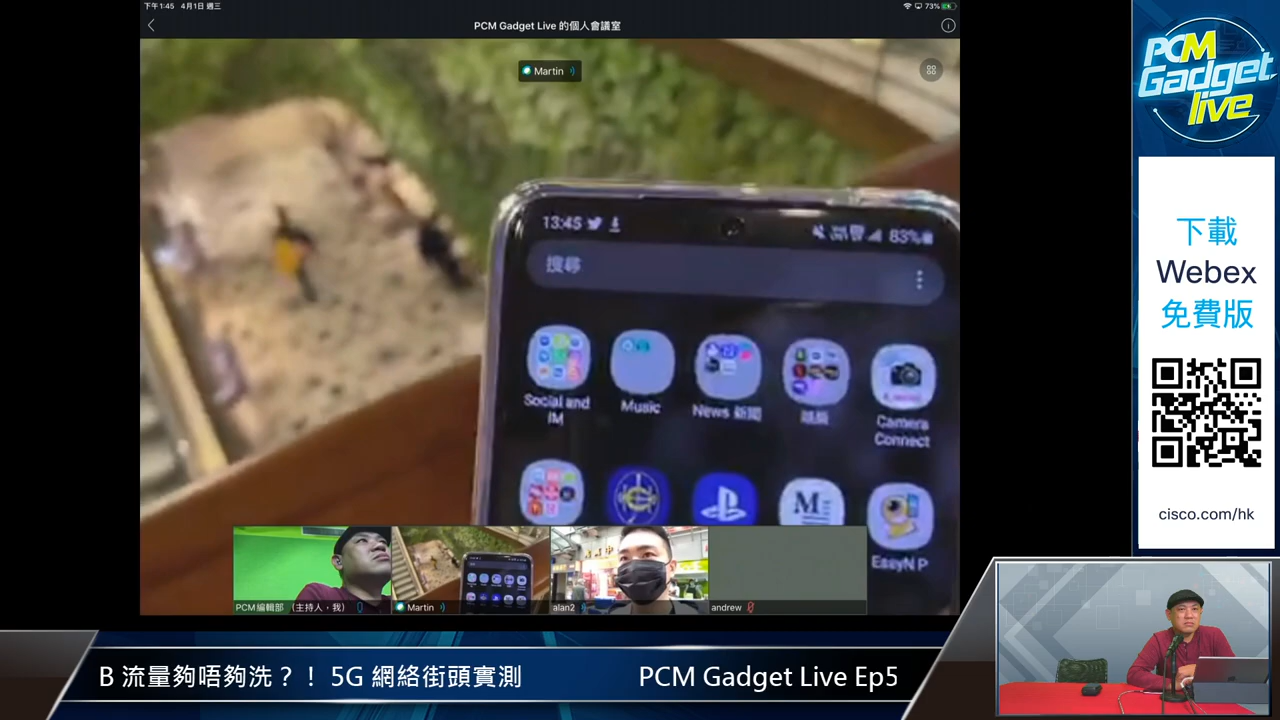 下午1:45 4月1日 週三
73%
PCM Gadget Live 的個人會議室
Martin
PCM
Gadget
live
下載
Webex
免費版
cisco.com/hk
13:45
83%
搜尋
Social and
IM
Music
News 新聞
Camera
Connect
M
PCM編輯部 （主持人，我）
Martin
alan2
andrew
B 流量夠唔夠洗？！ 5G 網絡街頭實測
PCM Gadget Live Ep5